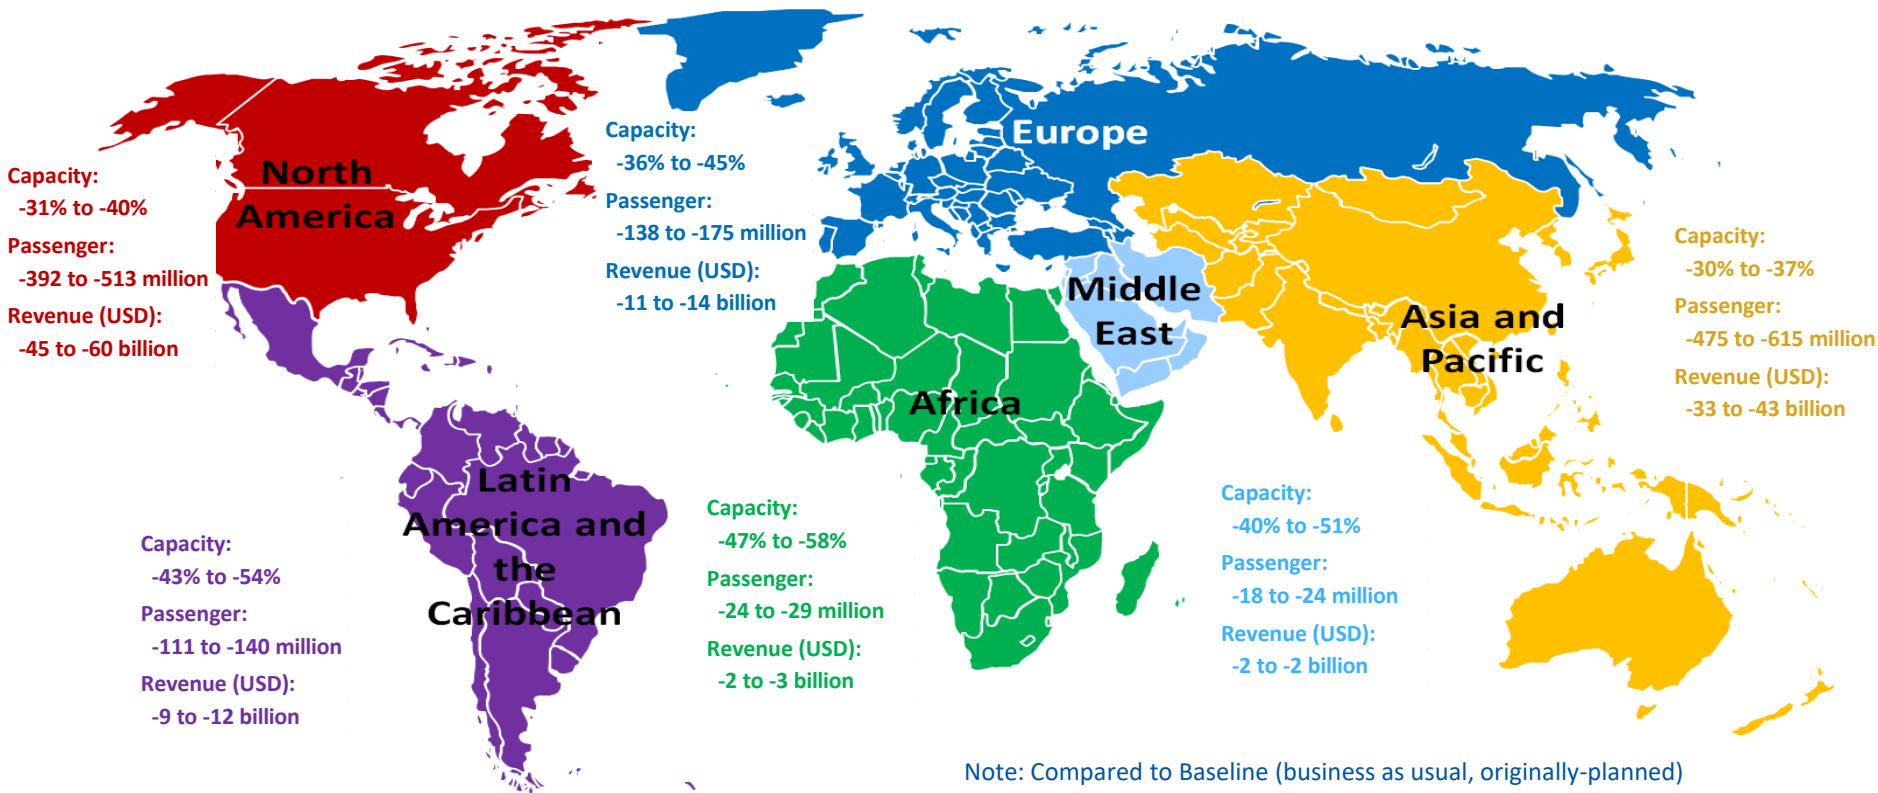 North
America
Capacity:
-31% to -40%
Passenger:
-392 to -513 million
Revenue (USD):
-45 to -60 billion
Europe
Capacity:
-36% to -45%
Passenger:
-138 to -175 million
Revenue (USD):
-11 to -14 billion
Middle
East
Asia and
Pacific
Capacity:
-30% to -37%
Passenger:
-475 to -615 million
Revenue (USD):
-33 to -43 billion
Africa
Latin
America and
the
Caribbean
Capacity:
-43% to -54%
Passenger:
-111 to -140 million
Revenue (USD):
-9 to -12 billion
Capacity:
-47% to -58%
Passenger:
-24 to -29 million
Revenue (USD):
-2 to -3 billion
Capacity:
-40% to -51%
Passenger:
-18 to -24 million
Revenue (USD):
-2 to -2 billion
Note: Compared to Baseline (business as usual, originally-planned)